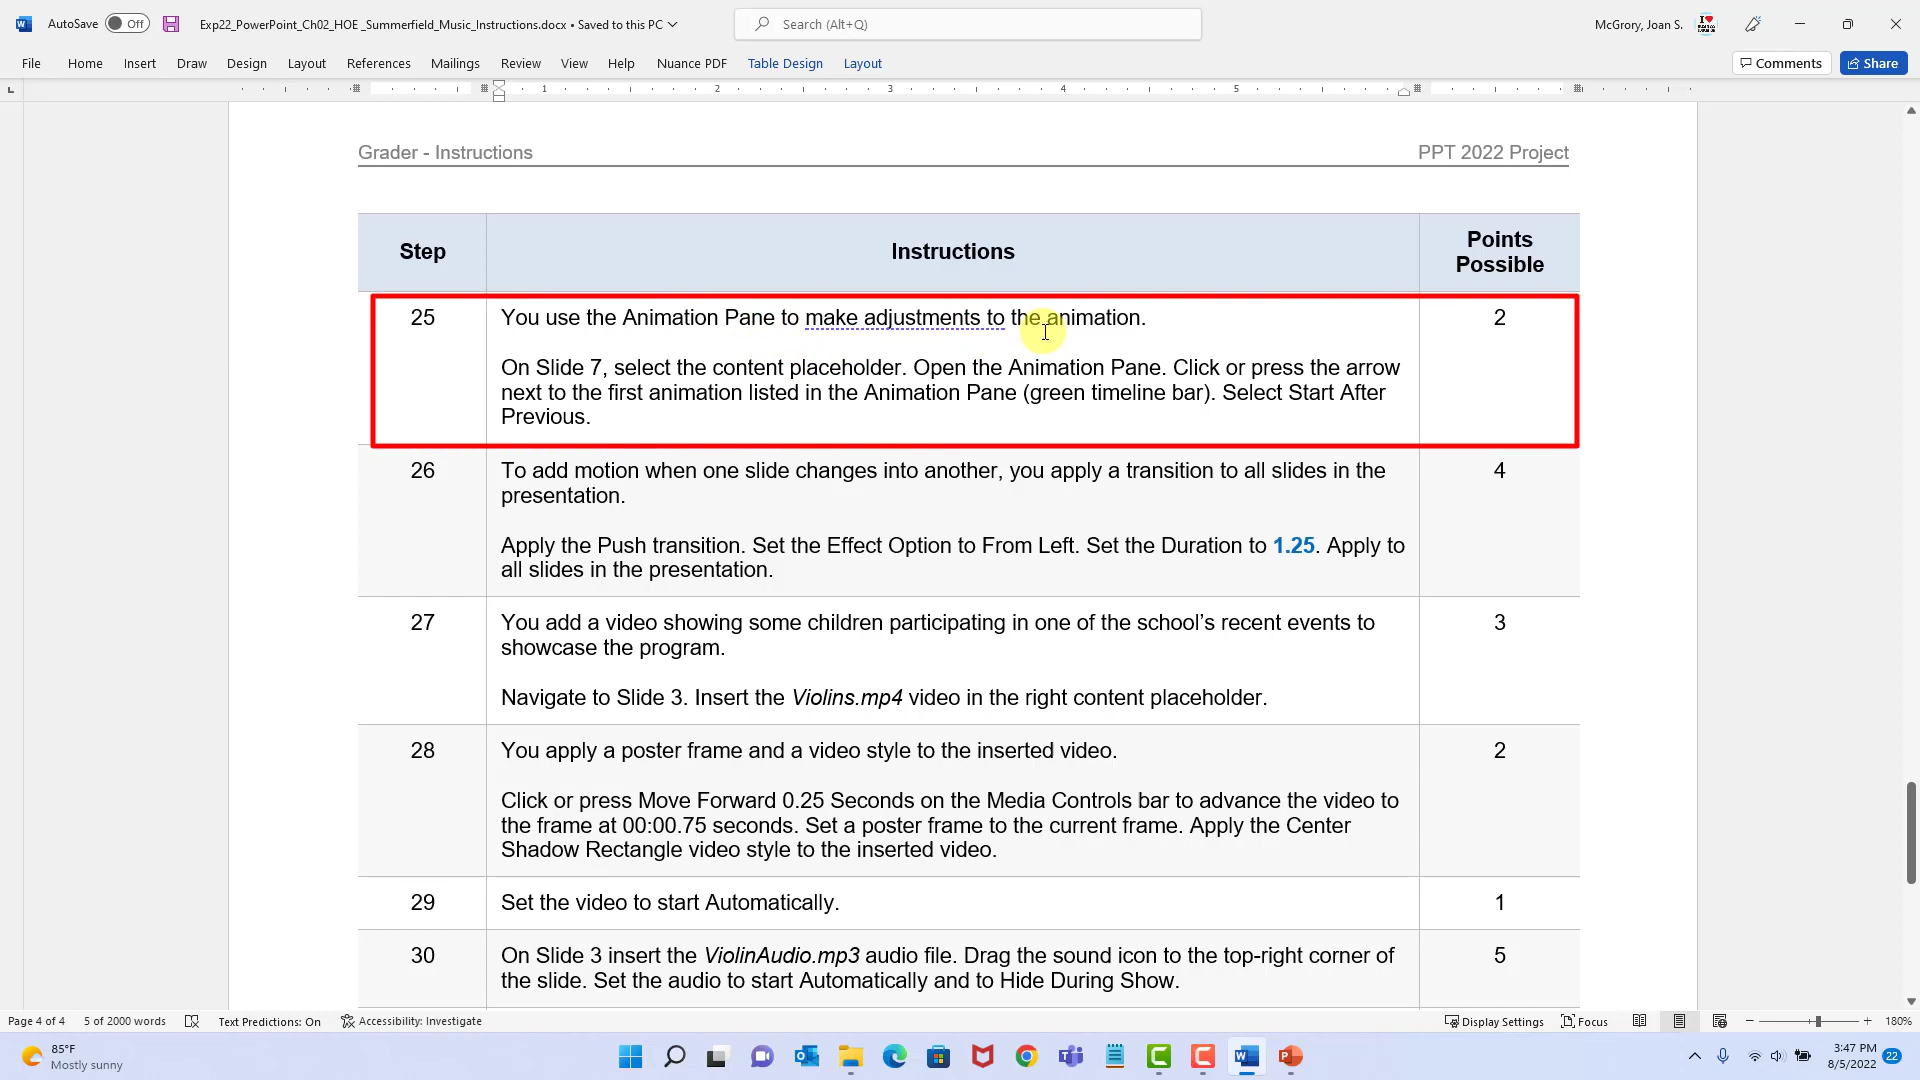 AutoSave Off Exp22_PowerPoint_Ch02_HOE _Summerfield_Music_Instructions.docx • Saved to this PC Search (Alt+Q) McGrory, Joan S.
File Home Insert Draw Design Layout References Mailings Review View Help Nuance PDF Table Design Layout Comments Share
1 2 3 4 5
Grader - Instructions PPT 2022 Project
Step Instructions Points
Possible
25 You use the Animation Pane to make adjustments to the animation. 2
On Slide 7, select the content placeholder. Open the Animation Pane. Click or press the arrow
next to the first animation listed in the Animation Pane (green timeline bar). Select Start After
Previous.
26 To add motion when one slide changes into another, you apply a transition to all slides in the 4
presentation.
Apply the Push transition. Set the Effect Option to From Left. Set the Duration to 1.25. Apply to
all slides in the presentation.
27 You add a video showing some children participating in one of the school’s recent events to 3
showcase the program.
Navigate to Slide 3. Insert the Violins.mp4 video in the right content placeholder.
28 You apply a poster frame and a video style to the inserted video. 2
Click or press Move Forward 0.25 Seconds on the Media Controls bar to advance the video to
the frame at 00:00.75 seconds. Set a poster frame to the current frame. Apply the Center
Shadow Rectangle video style to the inserted video.
29 Set the video to start Automatically. 1
30 On Slide 3 insert the ViolinAudio.mp3 audio file. Drag the sound icon to the top-right corner of 5
the slide. Set the audio to start Automatically and to Hide During Show.
Page 4 of 4 5 of 2000 words Text Predictions: On Accessibility: Investigate Display Settings Focus 180%
85°F
Mostly sunny
3:47 PM
8/5/2022
22